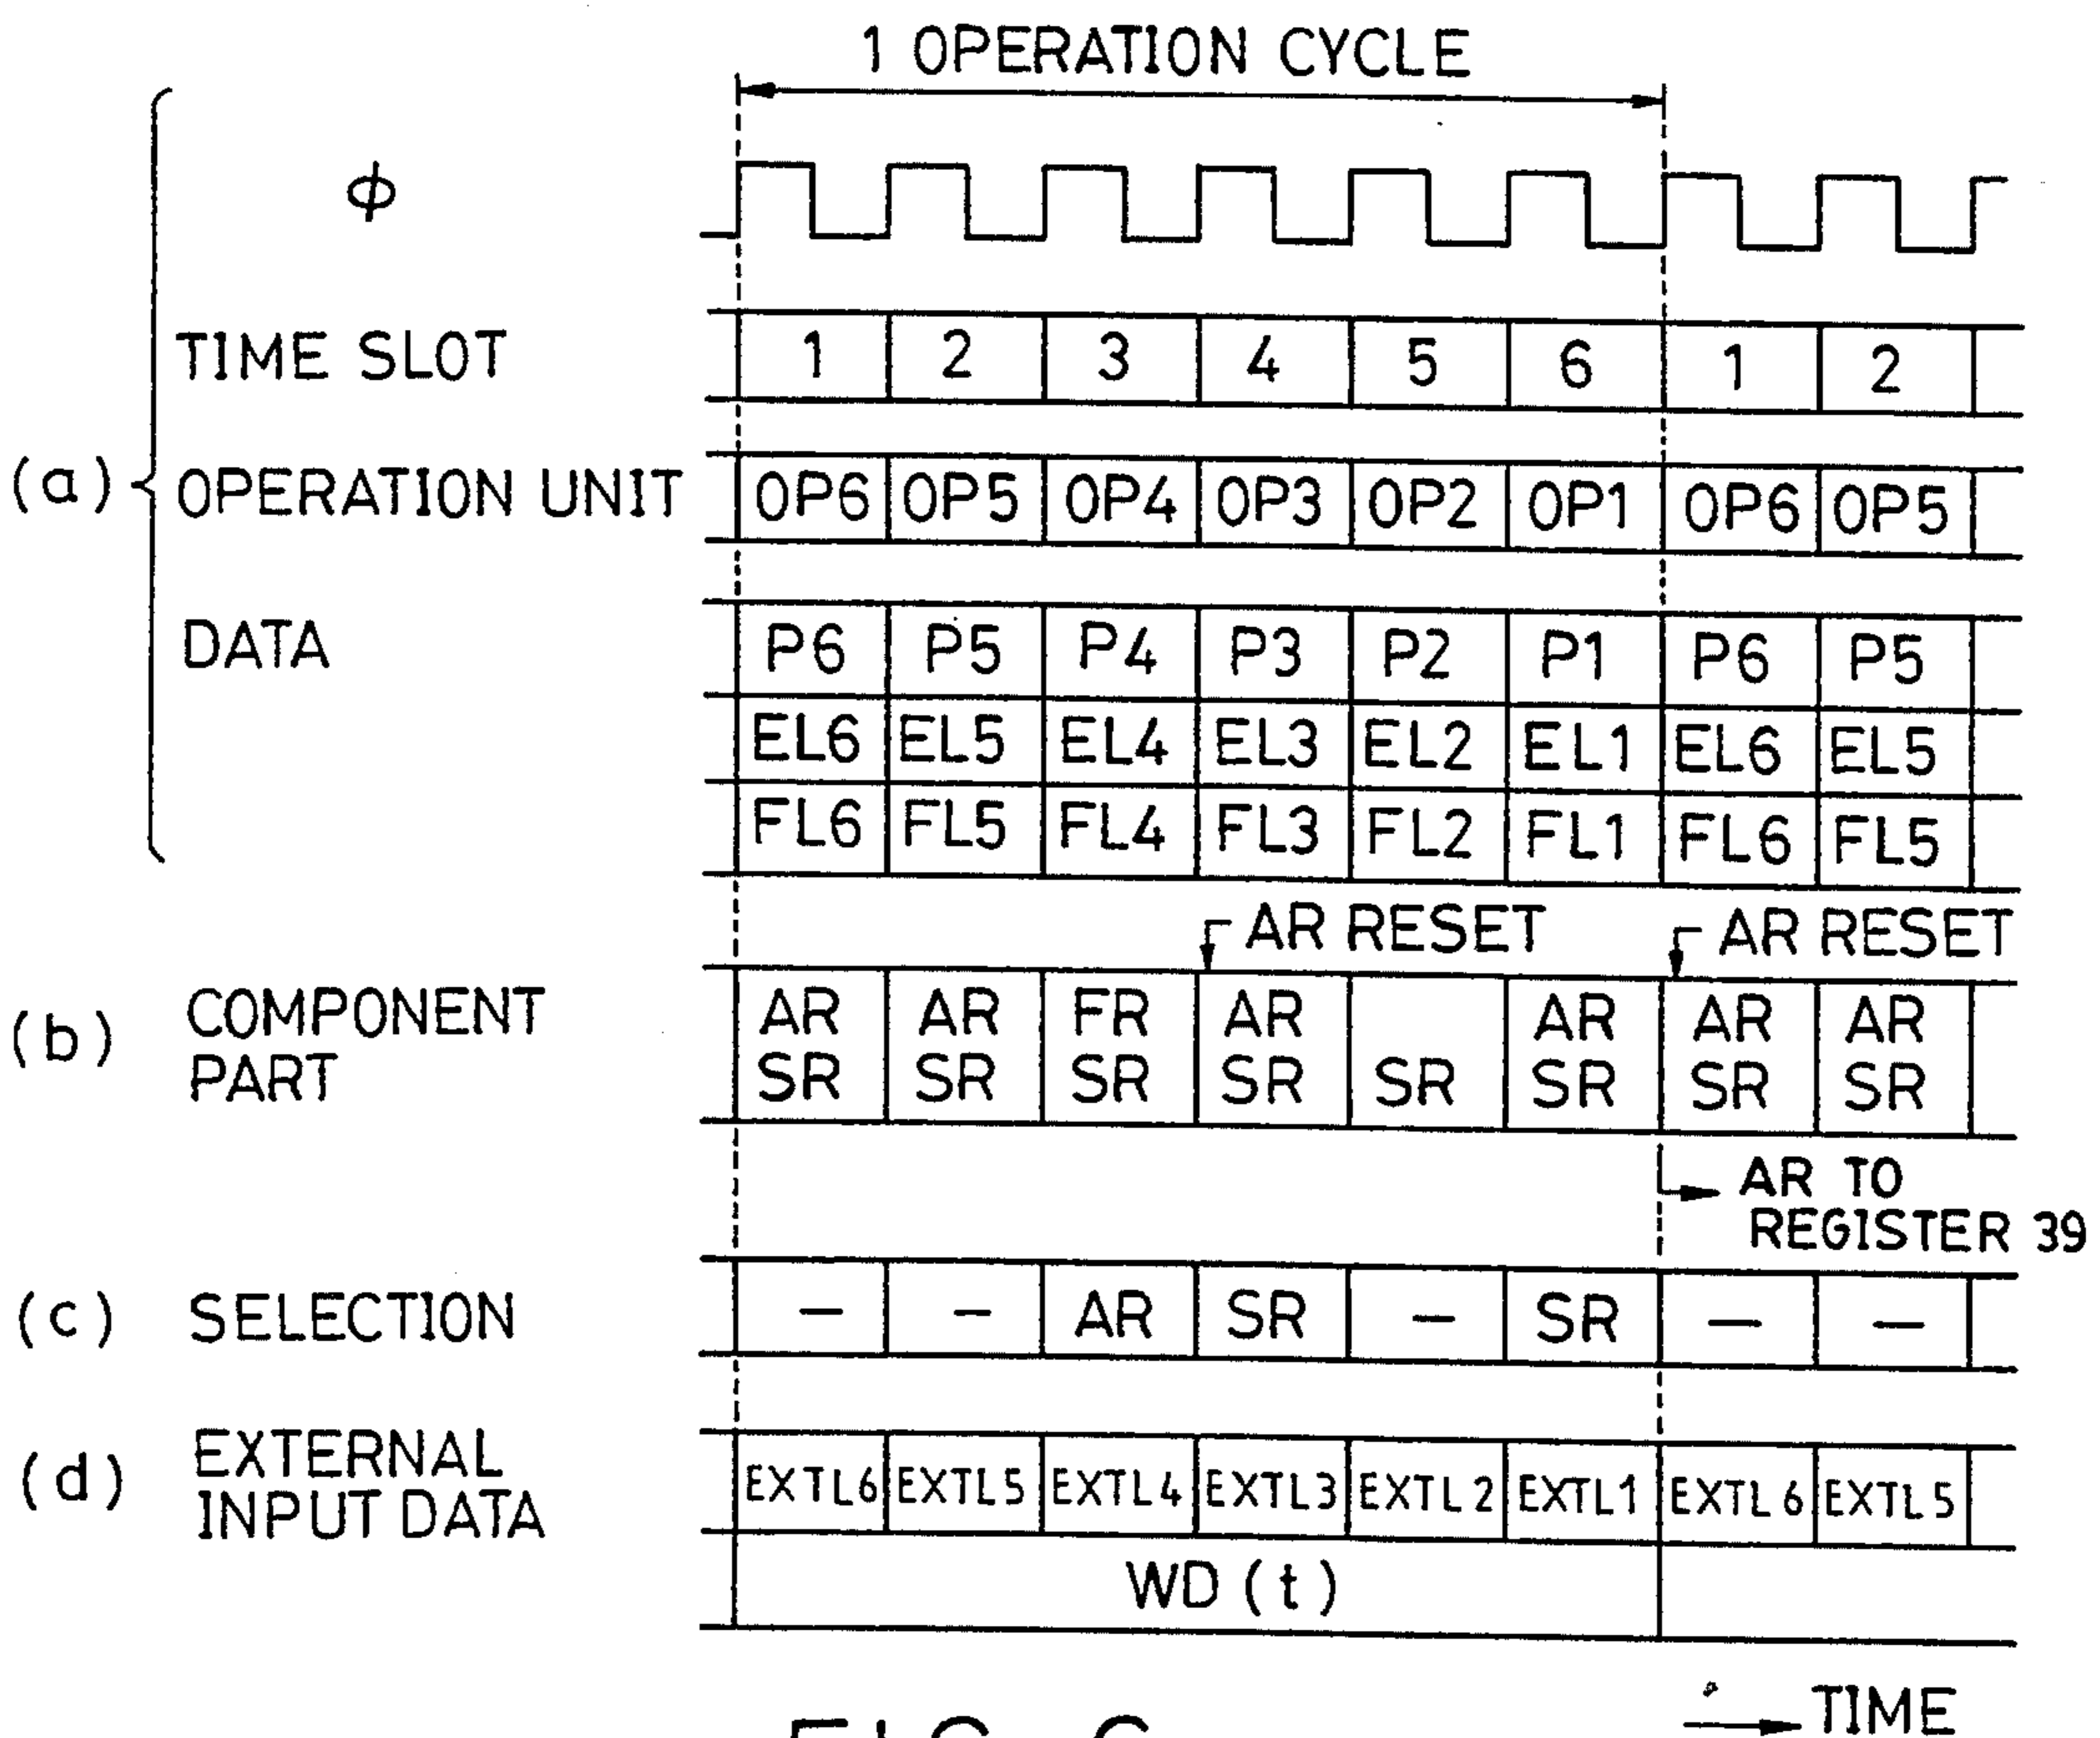 1 OPERATION CYCLE
ϕ
TIME SLOT 1 2 3 4 5 6 1 2
(a) OPERATION UNIT OP6 OP5 OP4 OP3 OP2 OP1 OP6 OP5
DATA P6 P5 P4 P3 P2 P1 P6 P5
EL6 EL5 EL4 EL3 EL2 EL1 EL6 EL5
FL6 FL5 FL4 FL3 FL2 FL1 FL6 FL5
AR RESET AR RESET
(b) COMPONENT AR AR FR AR AR AR AR
PART SR SR SR SR SR SR SR SR
AR TO
REGISTER 39
(c) SELECTION – – AR SR – SR – –
(d) EXTERNAL
INPUT DATA EXTL6 EXTL5 EXTL4 EXTL3 EXTL2 EXTL1 EXTL6 EXTL5
WD(t)
TIME